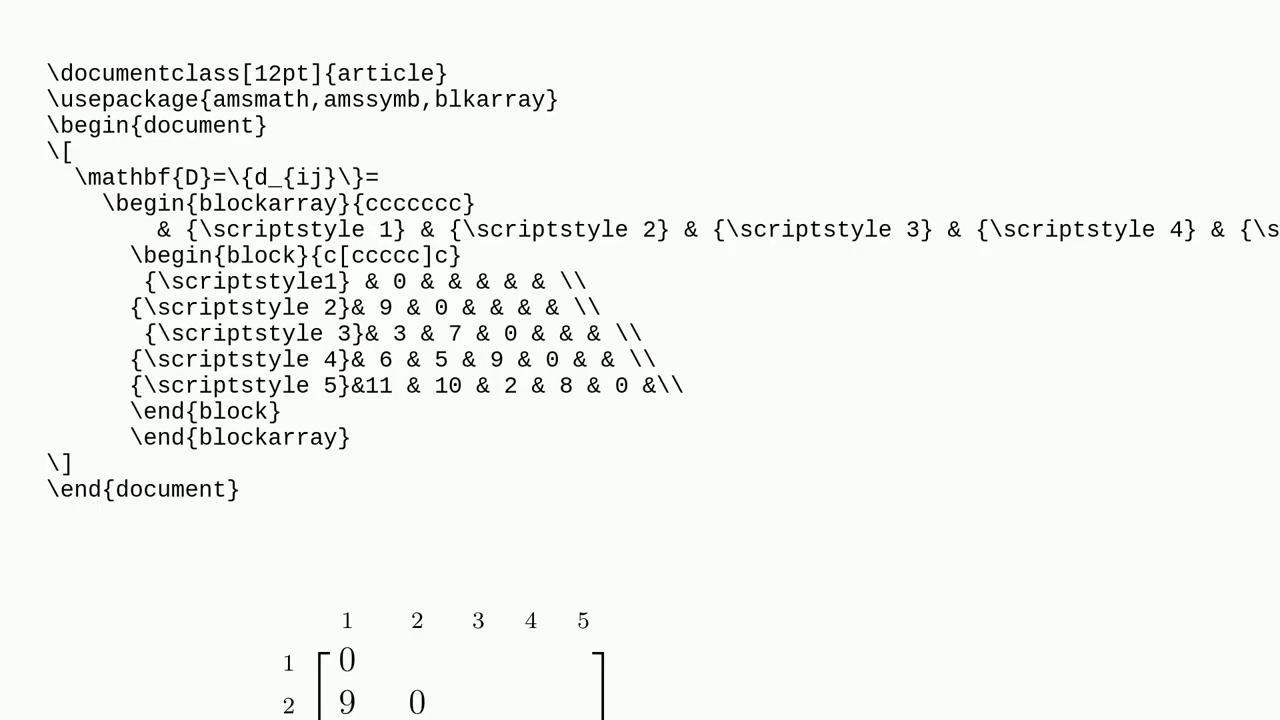 \documentclass[12pt]{article}
\usepackage{amsmath,amssymb,blkarray}
\begin{document}
\[
  \mathbf{D}=\{d_{ij}\}=
    \begin{blockarray}{ccccccc}
        & {\scriptstyle 1} & {\scriptstyle 2} & {\scriptstyle 3} & {\scriptstyle 4} & {\s
      \begin{block}{c[ccccc]c}
       {\scriptstyle1} & 0 & & & & & \\
      {\scriptstyle 2}& 9 & 0 & & & & \\
       {\scriptstyle 3}& 3 & 7 & 0 & & & \\
      {\scriptstyle 4}& 6 & 5 & 9 & 0 & & \\
      {\scriptstyle 5}&11 & 10 & 2 & 8 & 0 &\\
      \end{block}
      \end{blockarray}
\]
\end{document}
1 2 3 4 5
1 0
2 9 0